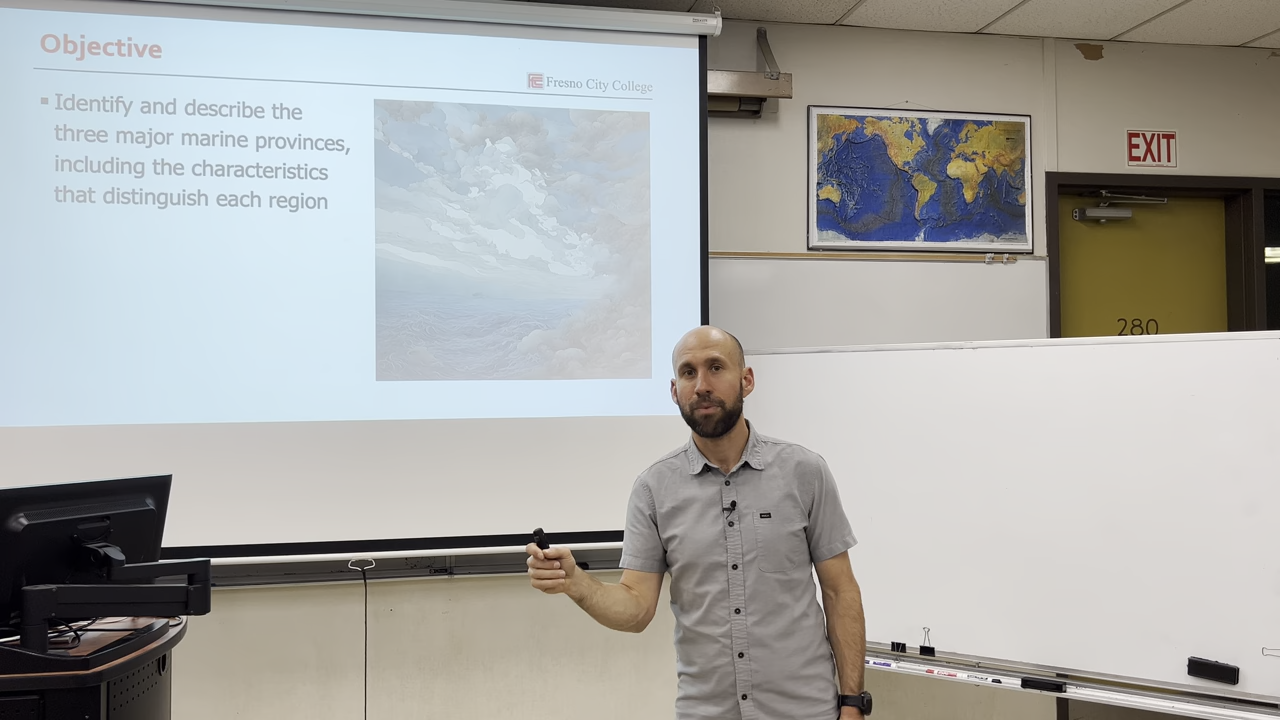 Objective
Fresno City College
▪ Identify and describe the
three major marine provinces,
including the characteristics
that distinguish each region
EXIT
280